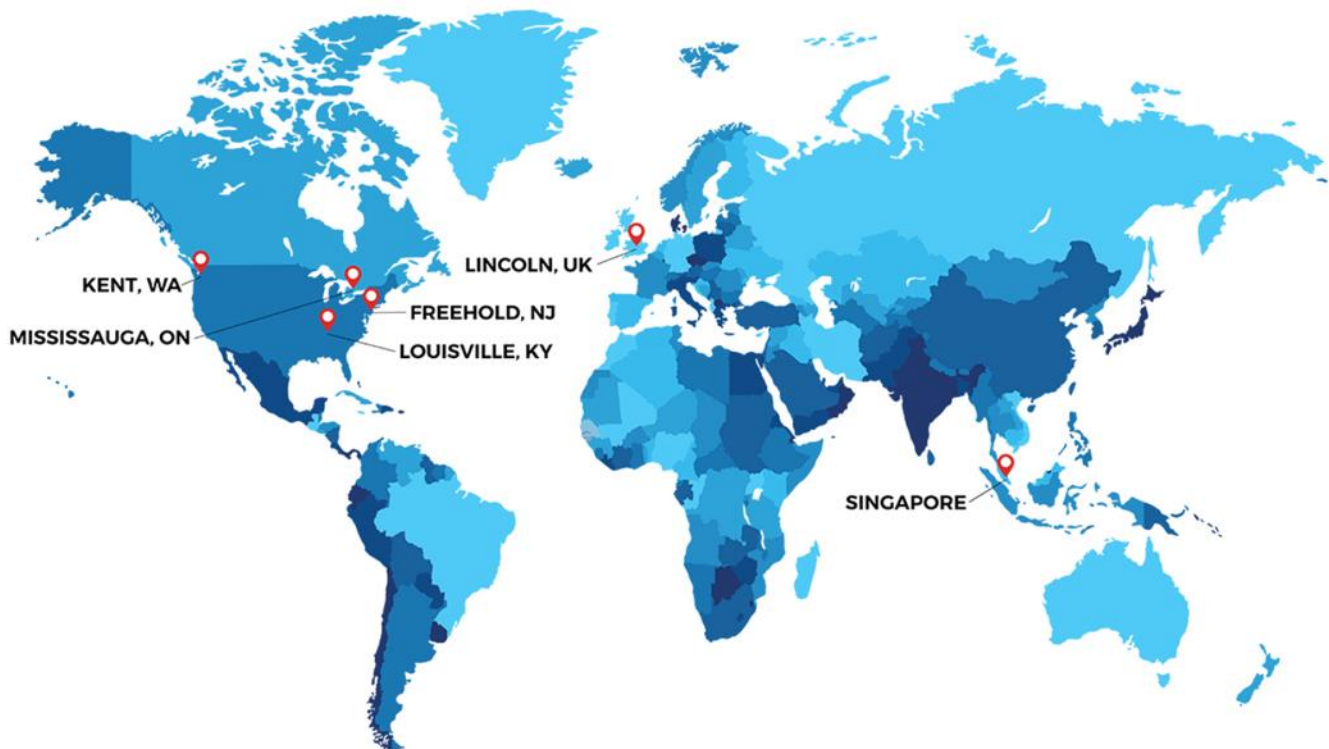 LINCOLN, UK
KENT, WA
FREEHOLD, NJ
MISSISSAUGA, ON
LOUISVILLE, KY
SINGAPORE